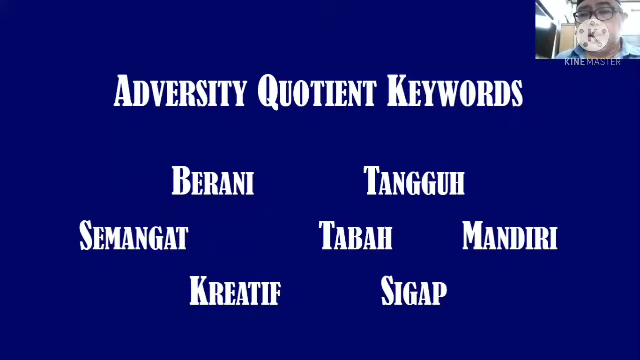 K
KINEMASTER
ADVERSITY QUOTIENT KEYWORDS
BERANI TANGGUH
SEMANGAT TABAH MANDIRI
KREATIF SIGAP